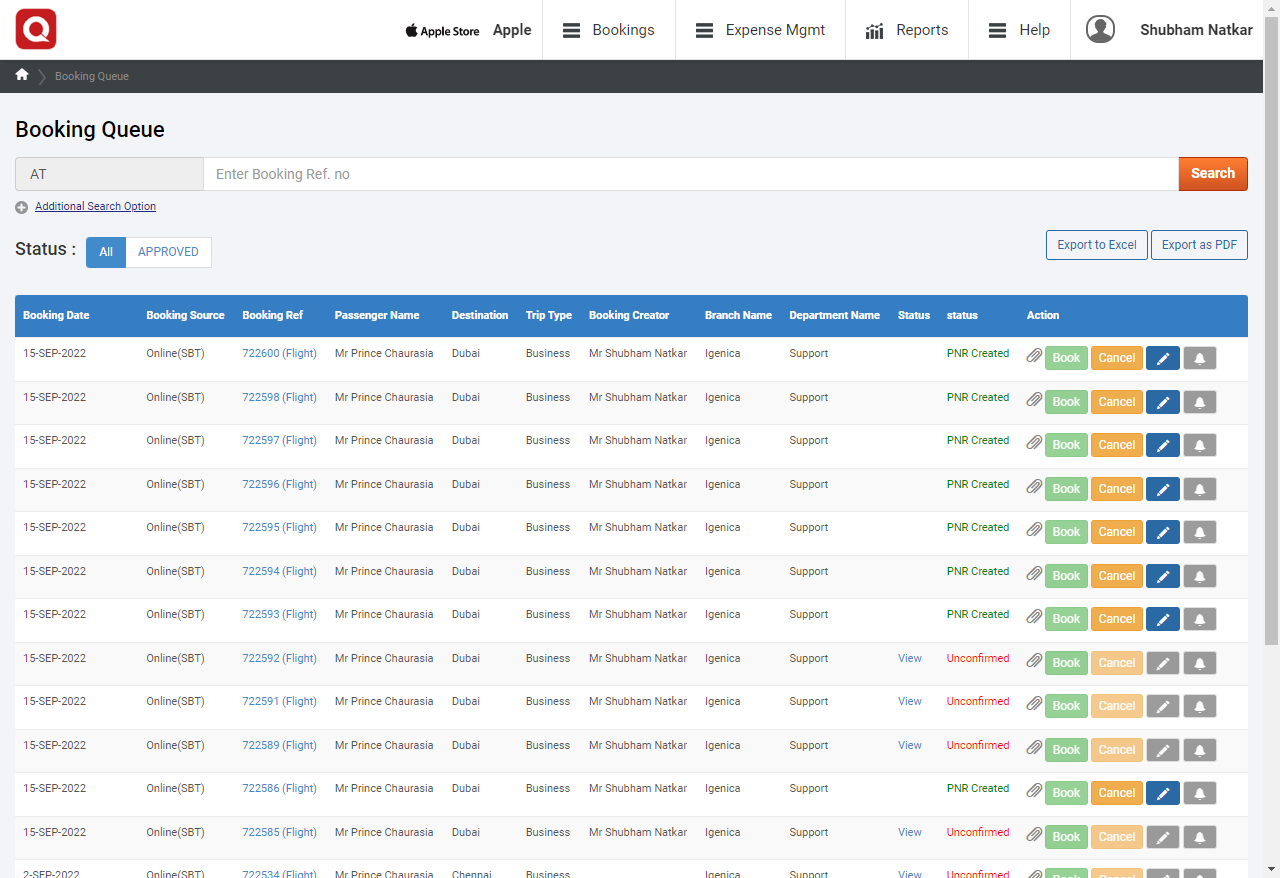 Apple Store Apple Bookings Expense Mgmt Reports Help Shubham Natkar
Booking Queue
Booking Queue
AT Enter Booking Ref. no Search
Additional Search Option
Status : All APPROVED Export to Excel Export as PDF
Booking Date Booking Source Booking Ref Passenger Name Destination Trip Type Booking Creator Branch Name Department Name Status status Action
15-SEP-2022 Online(SBT) 722600 (Flight) Mr Prince Chaurasia Dubai Business Mr Shubham Natkar Igenica Support PNR Created Book Cancel
15-SEP-2022 Online(SBT) 722598 (Flight) Mr Prince Chaurasia Dubai Business Mr Shubham Natkar Igenica Support PNR Created Book Cancel
15-SEP-2022 Online(SBT) 722597 (Flight) Mr Prince Chaurasia Dubai Business Mr Shubham Natkar Igenica Support PNR Created Book Cancel
15-SEP-2022 Online(SBT) 722596 (Flight) Mr Prince Chaurasia Dubai Business Mr Shubham Natkar Igenica Support PNR Created Book Cancel
15-SEP-2022 Online(SBT) 722595 (Flight) Mr Prince Chaurasia Dubai Business Mr Shubham Natkar Igenica Support PNR Created Book Cancel
15-SEP-2022 Online(SBT) 722594 (Flight) Mr Prince Chaurasia Dubai Business Mr Shubham Natkar Igenica Support PNR Created Book Cancel
15-SEP-2022 Online(SBT) 722593 (Flight) Mr Prince Chaurasia Dubai Business Mr Shubham Natkar Igenica Support PNR Created Book Cancel
15-SEP-2022 Online(SBT) 722592 (Flight) Mr Prince Chaurasia Dubai Business Mr Shubham Natkar Igenica Support View Unconfirmed Book Cancel
15-SEP-2022 Online(SBT) 722591 (Flight) Mr Prince Chaurasia Dubai Business Mr Shubham Natkar Igenica Support View Unconfirmed Book Cancel
15-SEP-2022 Online(SBT) 722589 (Flight) Mr Prince Chaurasia Dubai Business Mr Shubham Natkar Igenica Support View Unconfirmed Book Cancel
15-SEP-2022 Online(SBT) 722586 (Flight) Mr Prince Chaurasia Dubai Business Mr Shubham Natkar Igenica Support PNR Created Book Cancel
15-SEP-2022 Online(SBT) 722585 (Flight) Mr Prince Chaurasia Dubai Business Mr Shubham Natkar Igenica Support View Unconfirmed Book Cancel
2-SEP-2022 Online(SBT) 722534 (Flight) Mr Prince Chaurasia Chennai Business View Unconfirmed Book Cancel